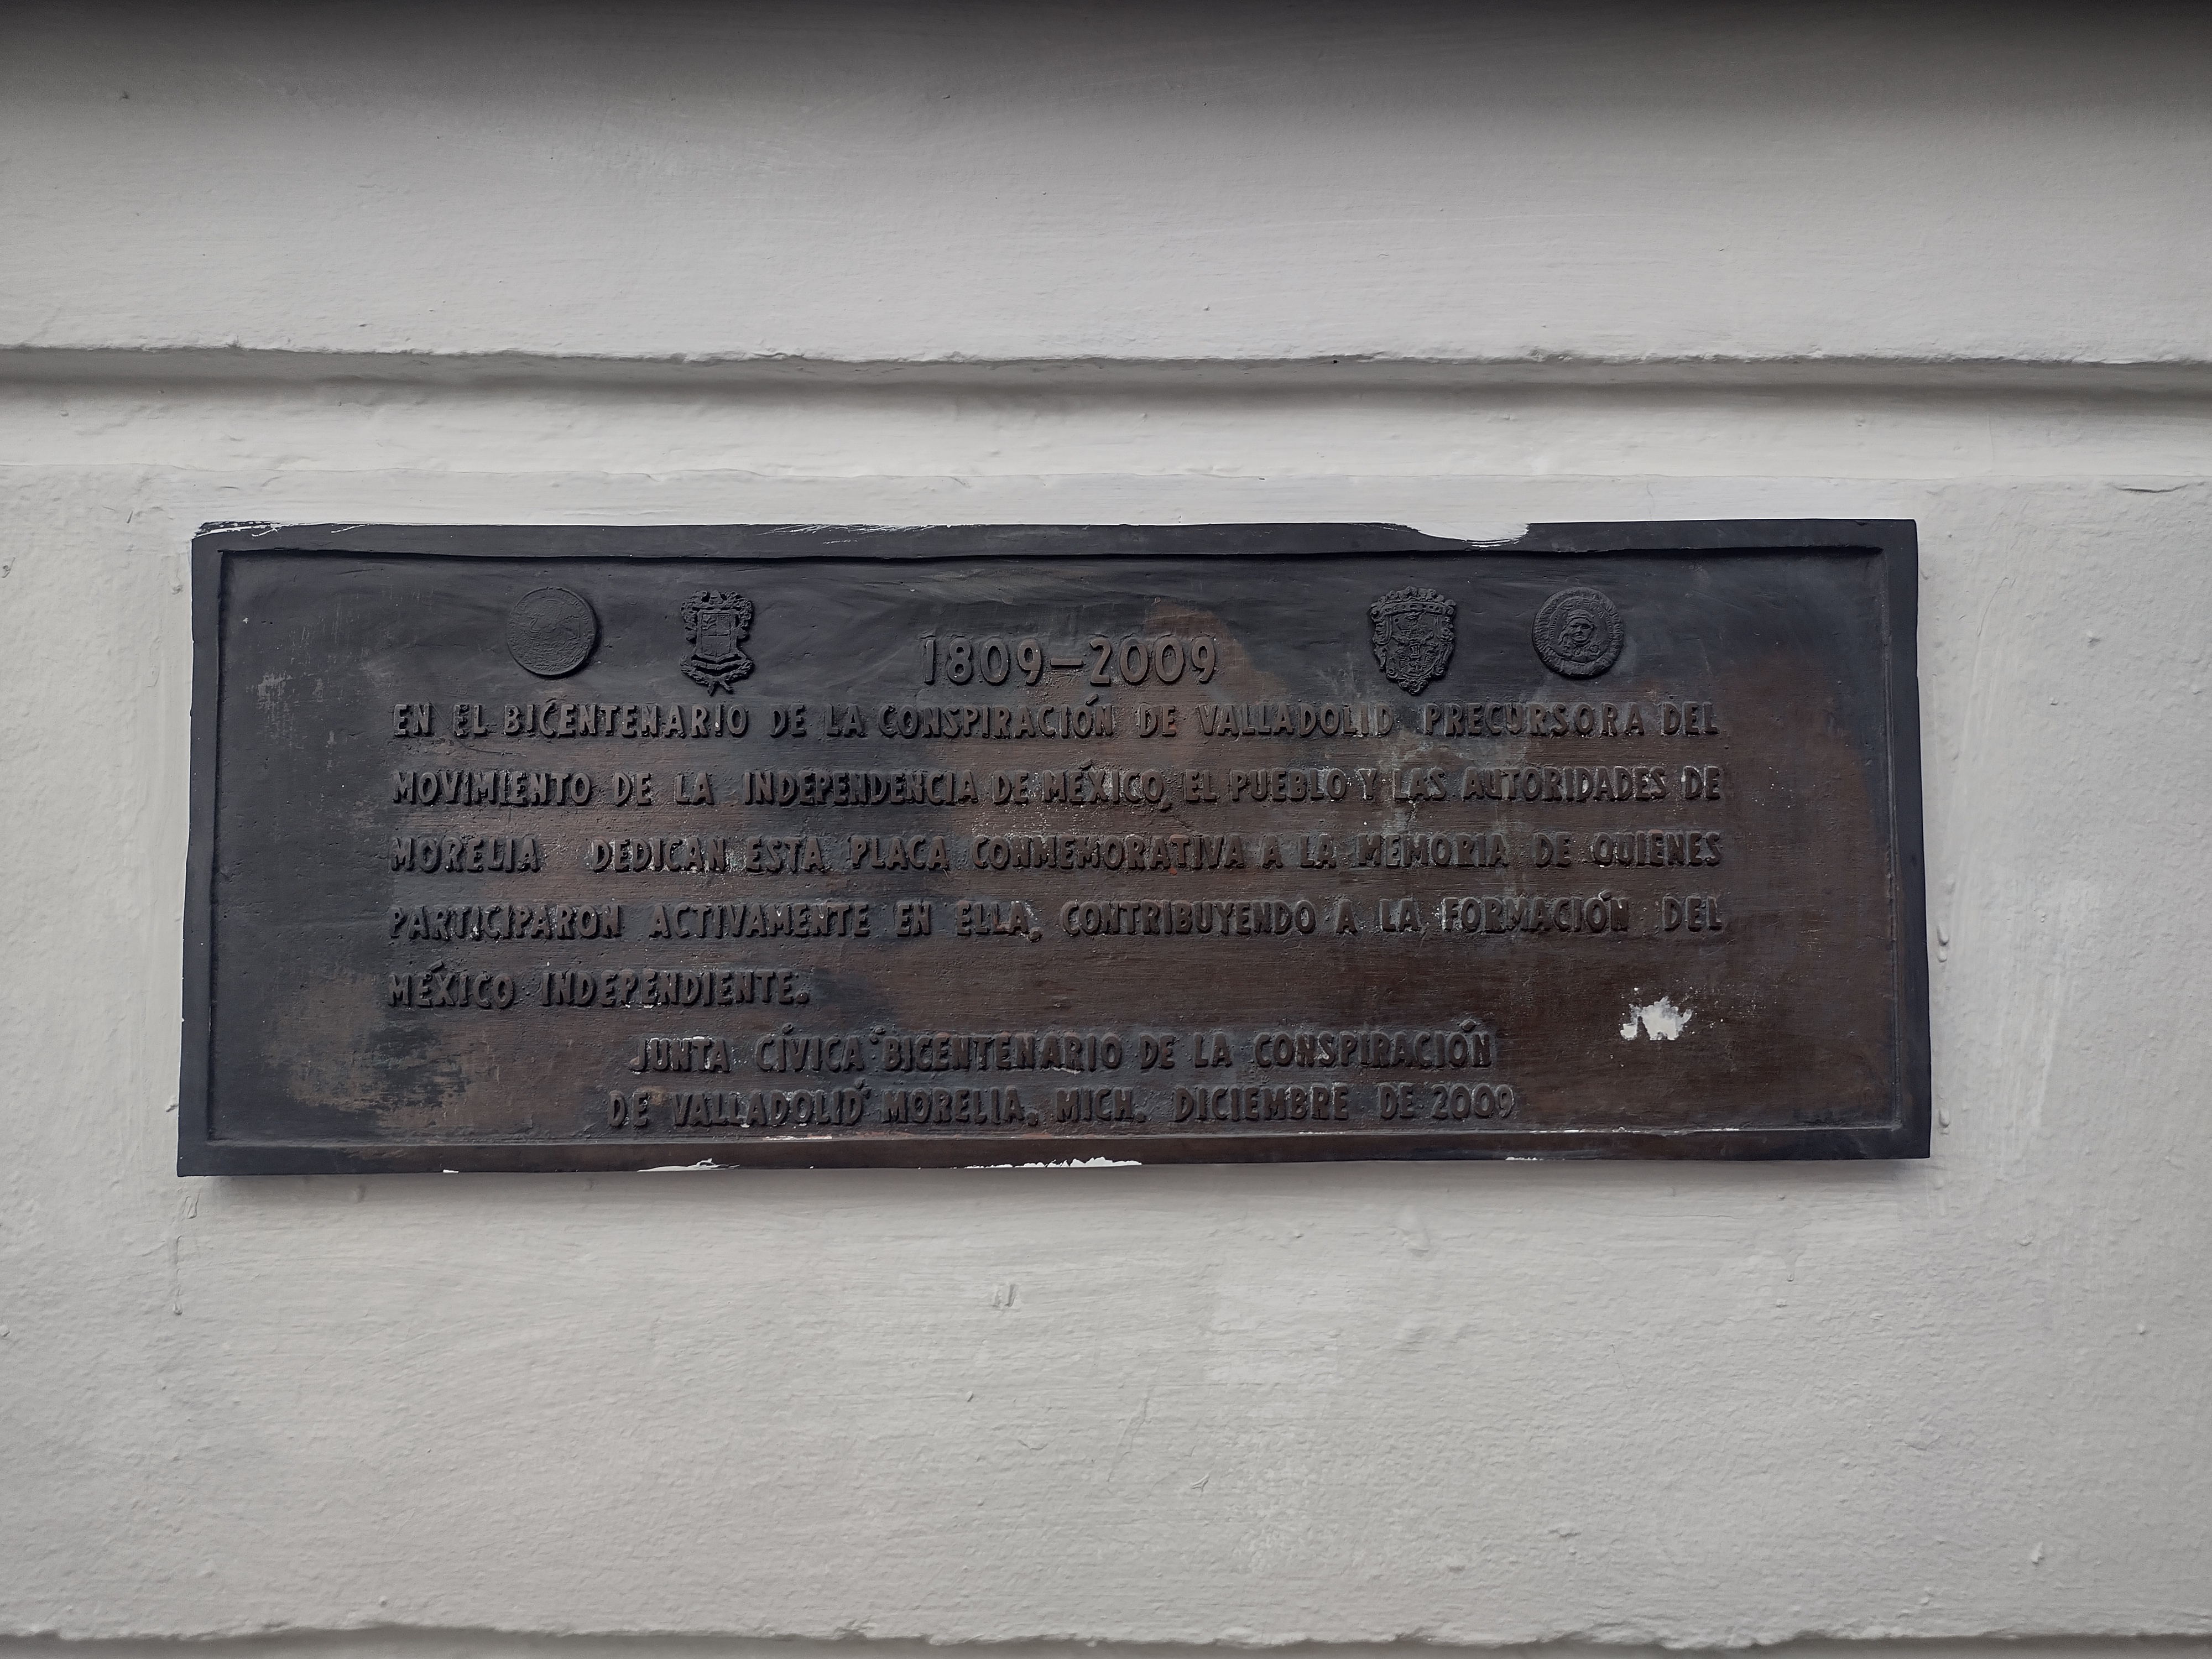 1809-2009
EN EL BICENTENARIO DE LA CONSPIRACIÓN DE VALLADOLID PRECURSORA DEL
MOVIMIENTO DE LA INDEPENDENCIA DE MÉXICO, EL PUEBLO Y LAS AUTORIDADES DE
MORELIA DEDICAN ESTA PLACA CONMEMORATIVA A LA MEMORIA DE QUIENES
PARTICIPARON ACTIVAMENTE EN ELLA, CONTRIBUYENDO A LA FORMACIÓN DEL
MÉXICO INDEPENDIENTE.
JUNTA CÍVICA "BICENTENARIO DE LA CONSPIRACIÓN
DE VALLADOLID" MORELIA, MICH. DICIEMBRE DE 2009